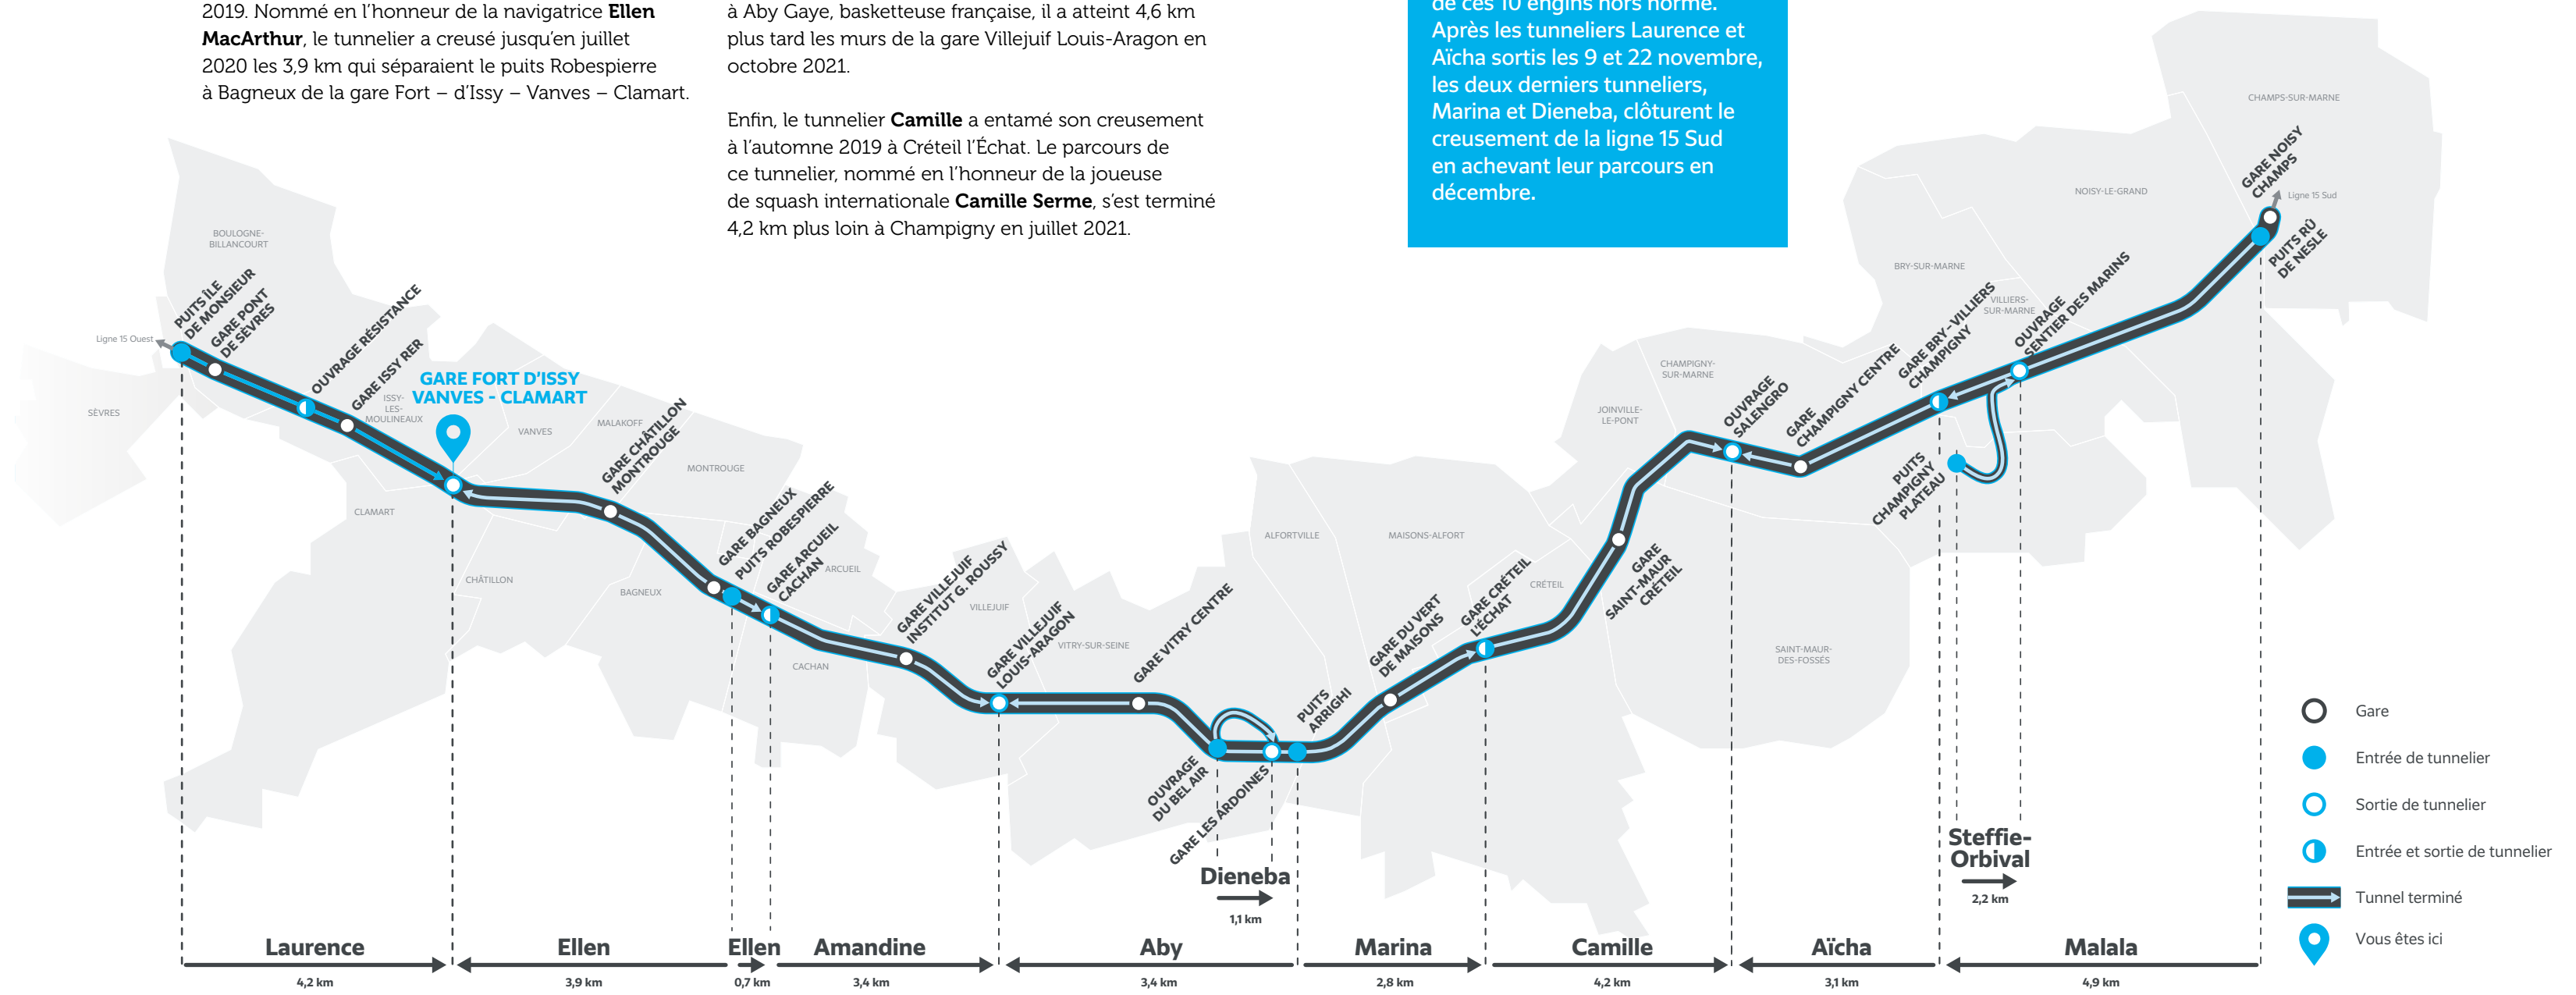 2019. Nommé en l’honneur de la navigatrice Ellen
MacArthur, le tunnelier a creusé jusqu’en juillet
2020 les 3,9 km qui séparaient le puits Robespierre
à Bagneux de la gare Fort – d’Issy – Vanves – Clamart.
à Aby Gaye, basketteuse française, il a atteint 4,6 km
plus tard les murs de la gare Villejuif Louis-Aragon en
octobre 2021.
Enfin, le tunnelier Camille a entamé son creusement
à l’automne 2019 à Créteil l’Échat. Le parcours de
ce tunnelier, nommé en l’honneur de la joueuse
de squash internationale Camille Serme, s’est terminé
4,2 km plus loin à Champigny en juillet 2021.
de ces 10 engins hors norme.
Après les tunneliers Laurence et
Aïcha sortis les 9 et 22 novembre,
les deux derniers tunneliers,
Marina et Dieneba, clôturent le
creusement de la ligne 15 Sud
en achevant leur parcours en
décembre.
SÈVRES
BOULOGNE-
BILLANCOURT
Ligne 15 Ouest
PUITS ÎLE
DE MONSIEUR
GARE PONT
DE SÈVRES
OUVRAGE RÉSISTANCE
GARE ISSY RER
ISSY-
LES-
MOULINEAUX
GARE FORT D’ISSY
VANVES - CLAMART
VANVES
MALAKOFF
CLAMART
CHÂTILLON
GARE CHÂTILLON
MONTROUGE
MONTROUGE
BAGNEUX
GARE BAGNEUX
PUITS ROBESPIERRE
GARE ARCUEIL
CACHAN
ARCUEIL
CACHAN
GARE VILLEJUIF
INSTITUT G. ROUSSY
VILLEJUIF
GARE VILLEJUIF
LOUIS-ARAGON
VITRY-SUR-SEINE
GARE VITRY CENTRE
OUVRAGE
DU BEL AIR
GARE LES ARDOINES
PUITS
ARRIGHI
ALFORTVILLE
MAISONS-ALFORT
GARE DU VERT
DE MAISONS
GARE CRÉTEIL
L’ÉCHAT
CRÉTEIL
GARE
SAINT-MAUR
CRÉTEIL
JOINVILLE-
LE-PONT
CHAMPIGNY-
SUR-MARNE
SAINT-MAUR-
DES-FOSSÉS
OUVRAGE
SALENGRO
GARE
CHAMPIGNY CENTRE
GARE BRY-VILLIERS
CHAMPIGNY
PUITS
CHAMPIGNY
PLATEAU
BRY-SUR-MARNE
VILLIERS-
SUR-MARNE
OUVRAGE
SENTIER DES MARINS
NOISY-LE-GRAND
CHAMPS-SUR-MARNE
GARE NOISY
CHAMPS
Ligne 15 Sud
PUITS RÛ
DE NESLE
Dieneba
1,1 km
Steffie-
Orbival
2,2 km
Laurence
4,2 km
Ellen
3,9 km
Ellen
0,7 km
Amandine
3,4 km
Aby
3,4 km
Marina
2,8 km
Camille
4,2 km
Aïcha
3,1 km
Malala
4,9 km
Gare
Entrée de tunnelier
Sortie de tunnelier
Entrée et sortie de tunnelier
Tunnel terminé
Vous êtes ici